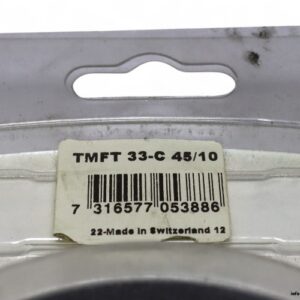 TMFT 33-C 45/10
7 316577 053886
22-Made in Switzerland 12